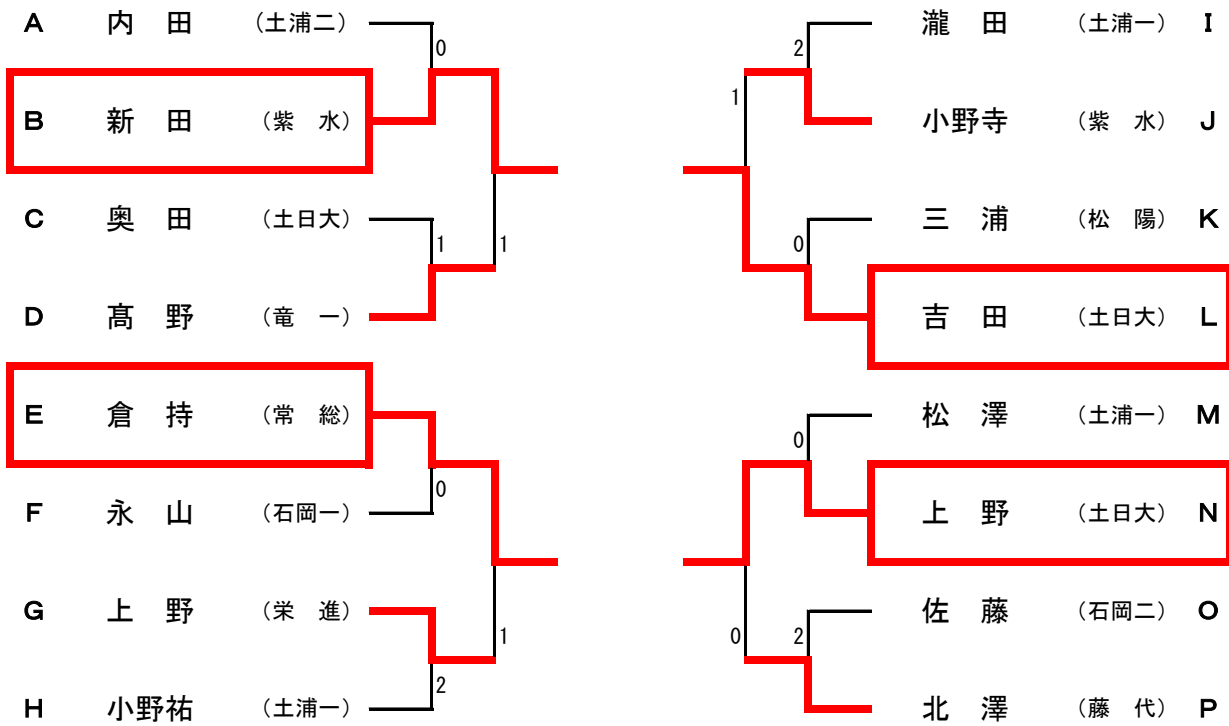 A 内 田 （土浦二）
0
B 新 田 （紫 水）
C 奥 田 （土日大）
1 1
D 髙 野 （竜 一）
E 倉 持 （常 総）
0
F 永 山 （石岡一）
G 上 野 （栄 進）
1
2
H 小野祐 （土浦一）
瀧 田 （土浦一） I
2
1
小野寺 （紫 水） J
三 浦 （松 陽） K
0
吉 田 （土日大） L
松 澤 （土浦一） M
0
上 野 （土日大） N
佐 藤 （石岡二） O
0 2
北 澤 （藤 代） P